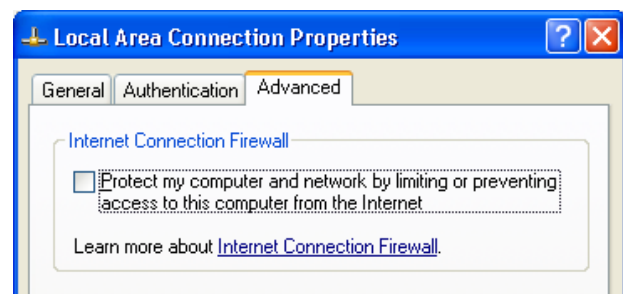 Local Area Connection Properties ?
General Authentication Advanced
Internet Connection Firewall
Protect my computer and network by limiting or preventing
access to this computer from the Internet
Learn more about Internet Connection Firewall.